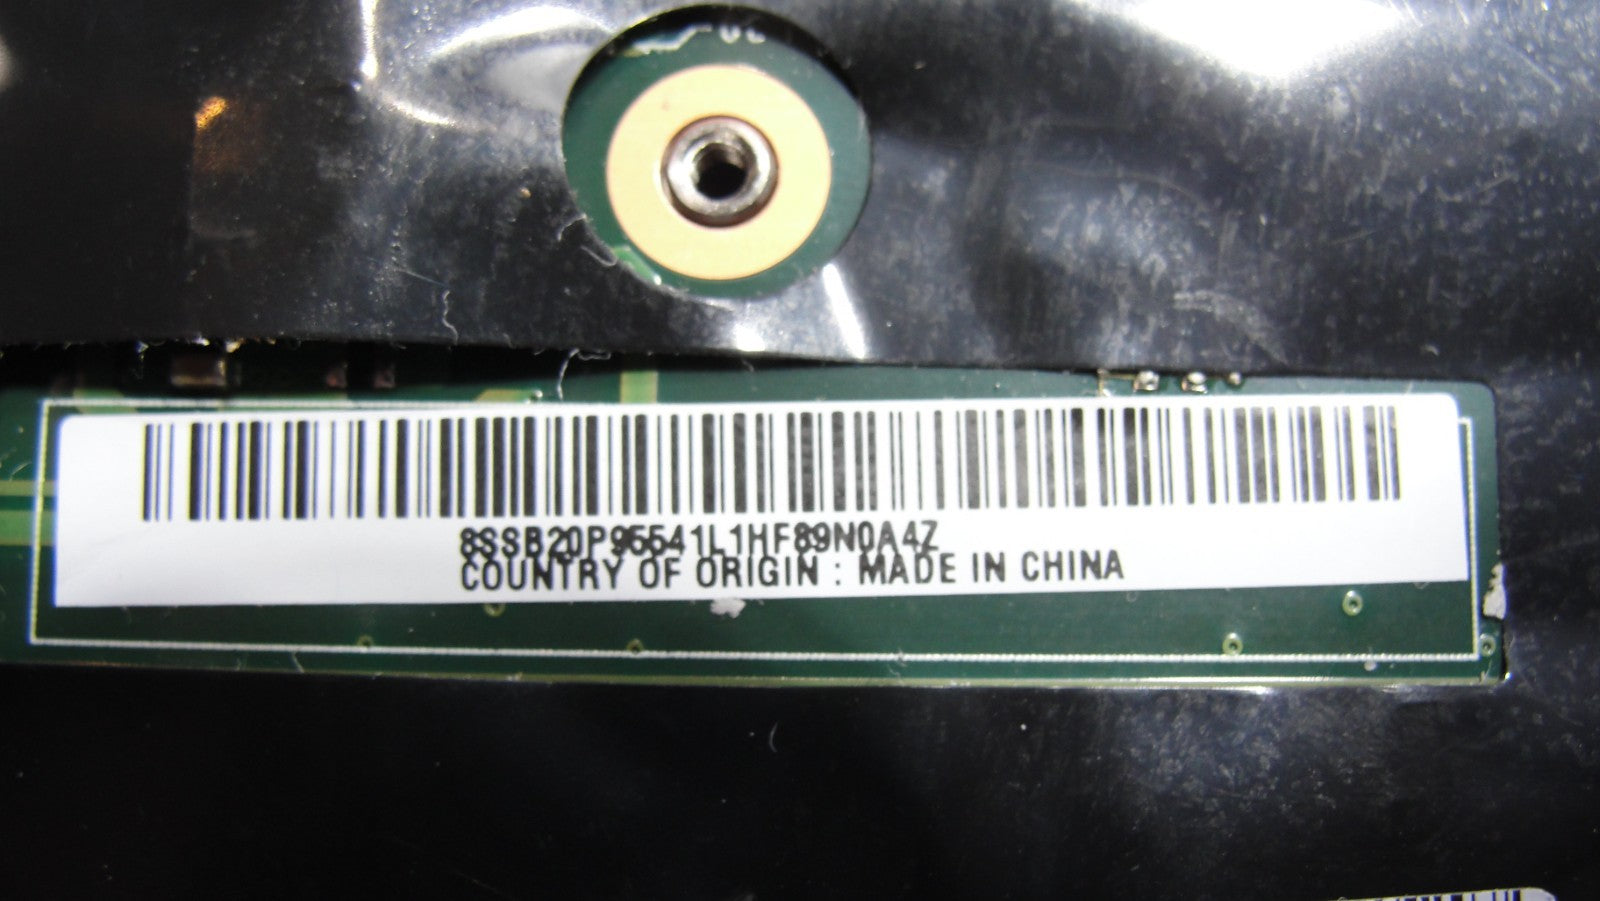 8SSB20P95541L1HF89N0A4Z
COUNTRY OF ORIGIN : MADE IN CHINA